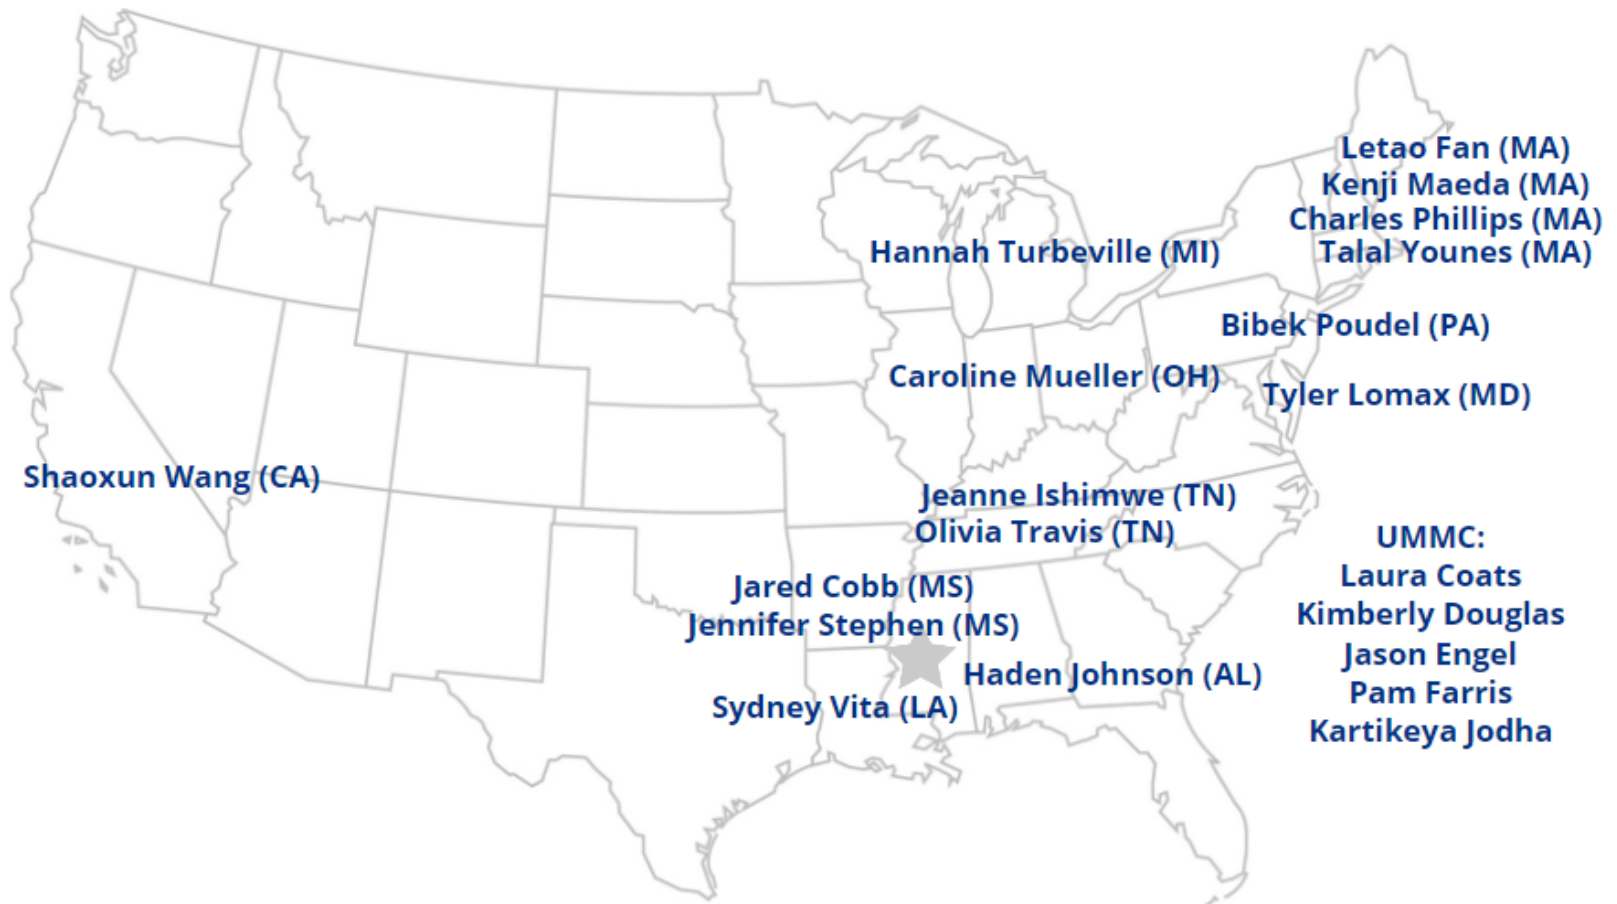 Letao Fan (MA)
Kenji Maeda (MA)
Charles Phillips (MA)
Talal Younes (MA)
Hannah Turbeville (MI)
Bibek Poudel (PA)
Caroline Mueller (OH)
Tyler Lomax (MD)
Shaoxun Wang (CA)
Jeanne Ishimwe (TN)
Olivia Travis (TN)
Jared Cobb (MS)
Jennifer Stephen (MS)
Haden Johnson (AL)
Sydney Vita (LA)
UMMC:
Laura Coats
Kimberly Douglas
Jason Engel
Pam Farris
Kartikeya Jodha